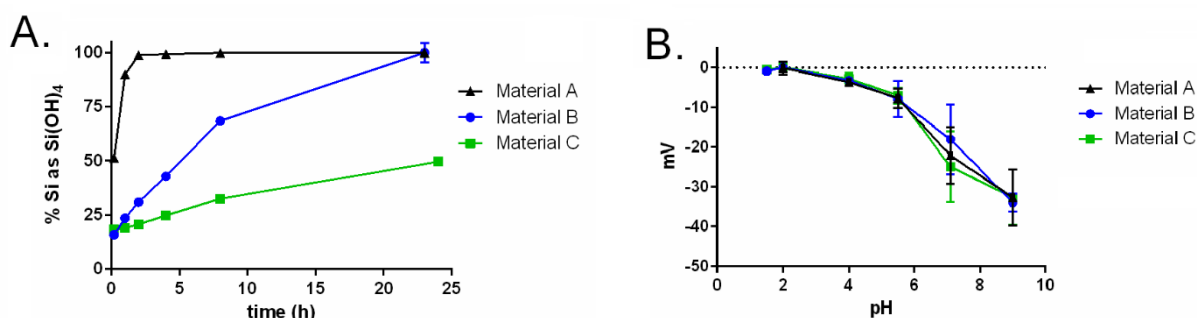 A.
100
75
50
25
0
% Si as Si(OH)4
0
5
10
15
20
25
time (h)
Material A
Material B
Material C
B.
0
-10
-20
-30
-40
-50
mV
0
2
4
6
8
10
pH
Material A
Material B
Material C